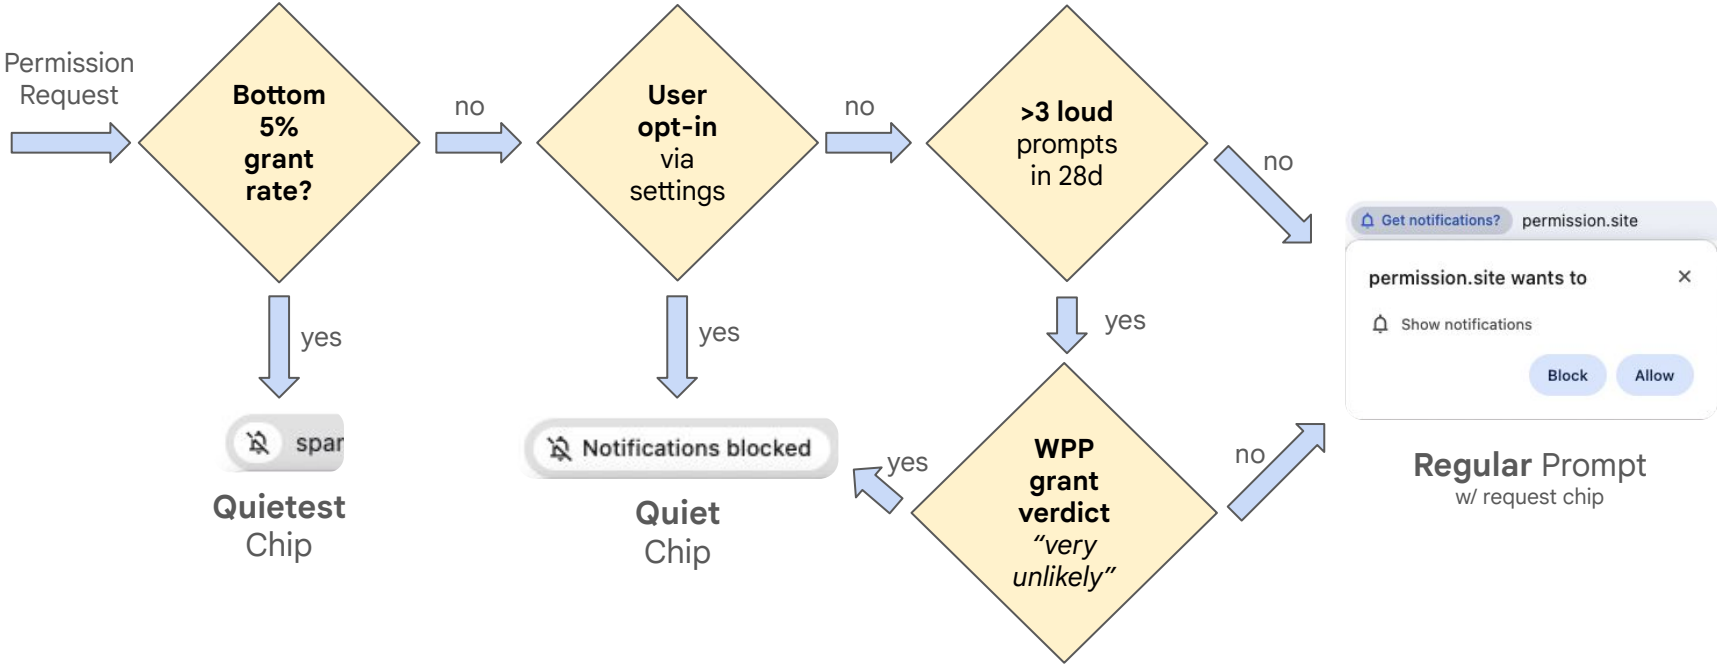 Permission
Request
Bottom
5%
grant
rate?
no
User
opt-in
via
settings
no
>3 loud
prompts
in 28d
no
yes
yes
yes
Get notifications? permission.site
permission.site wants to
Show notifications
Block Allow
Regular Prompt
w/ request chip
spar
Quietest
Chip
Notifications blocked
Quiet
Chip
yes
WPP
grant
verdict
“very
unlikely”
no